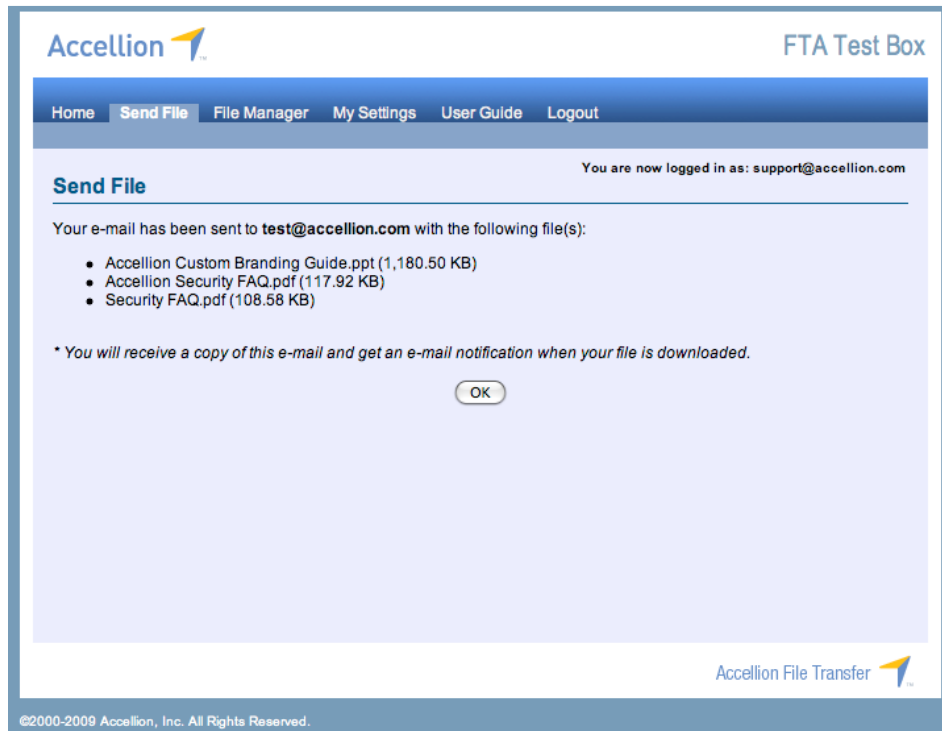 Accellion
TM
FTA Test Box
Home Send File File Manager My Settings User Guide Logout
You are now logged in as: support@accellion.com
Send File
Your e-mail has been sent to test@accellion.com with the following file(s):
• Accellion Custom Branding Guide.ppt (1,180.50 KB)
• Accellion Security FAQ.pdf (117.92 KB)
• Security FAQ.pdf (108.58 KB)
* You will receive a copy of this e-mail and get an e-mail notification when your file is downloaded.
OK
Accellion File Transfer
TM
©2000-2009 Accellion, Inc. All Rights Reserved.